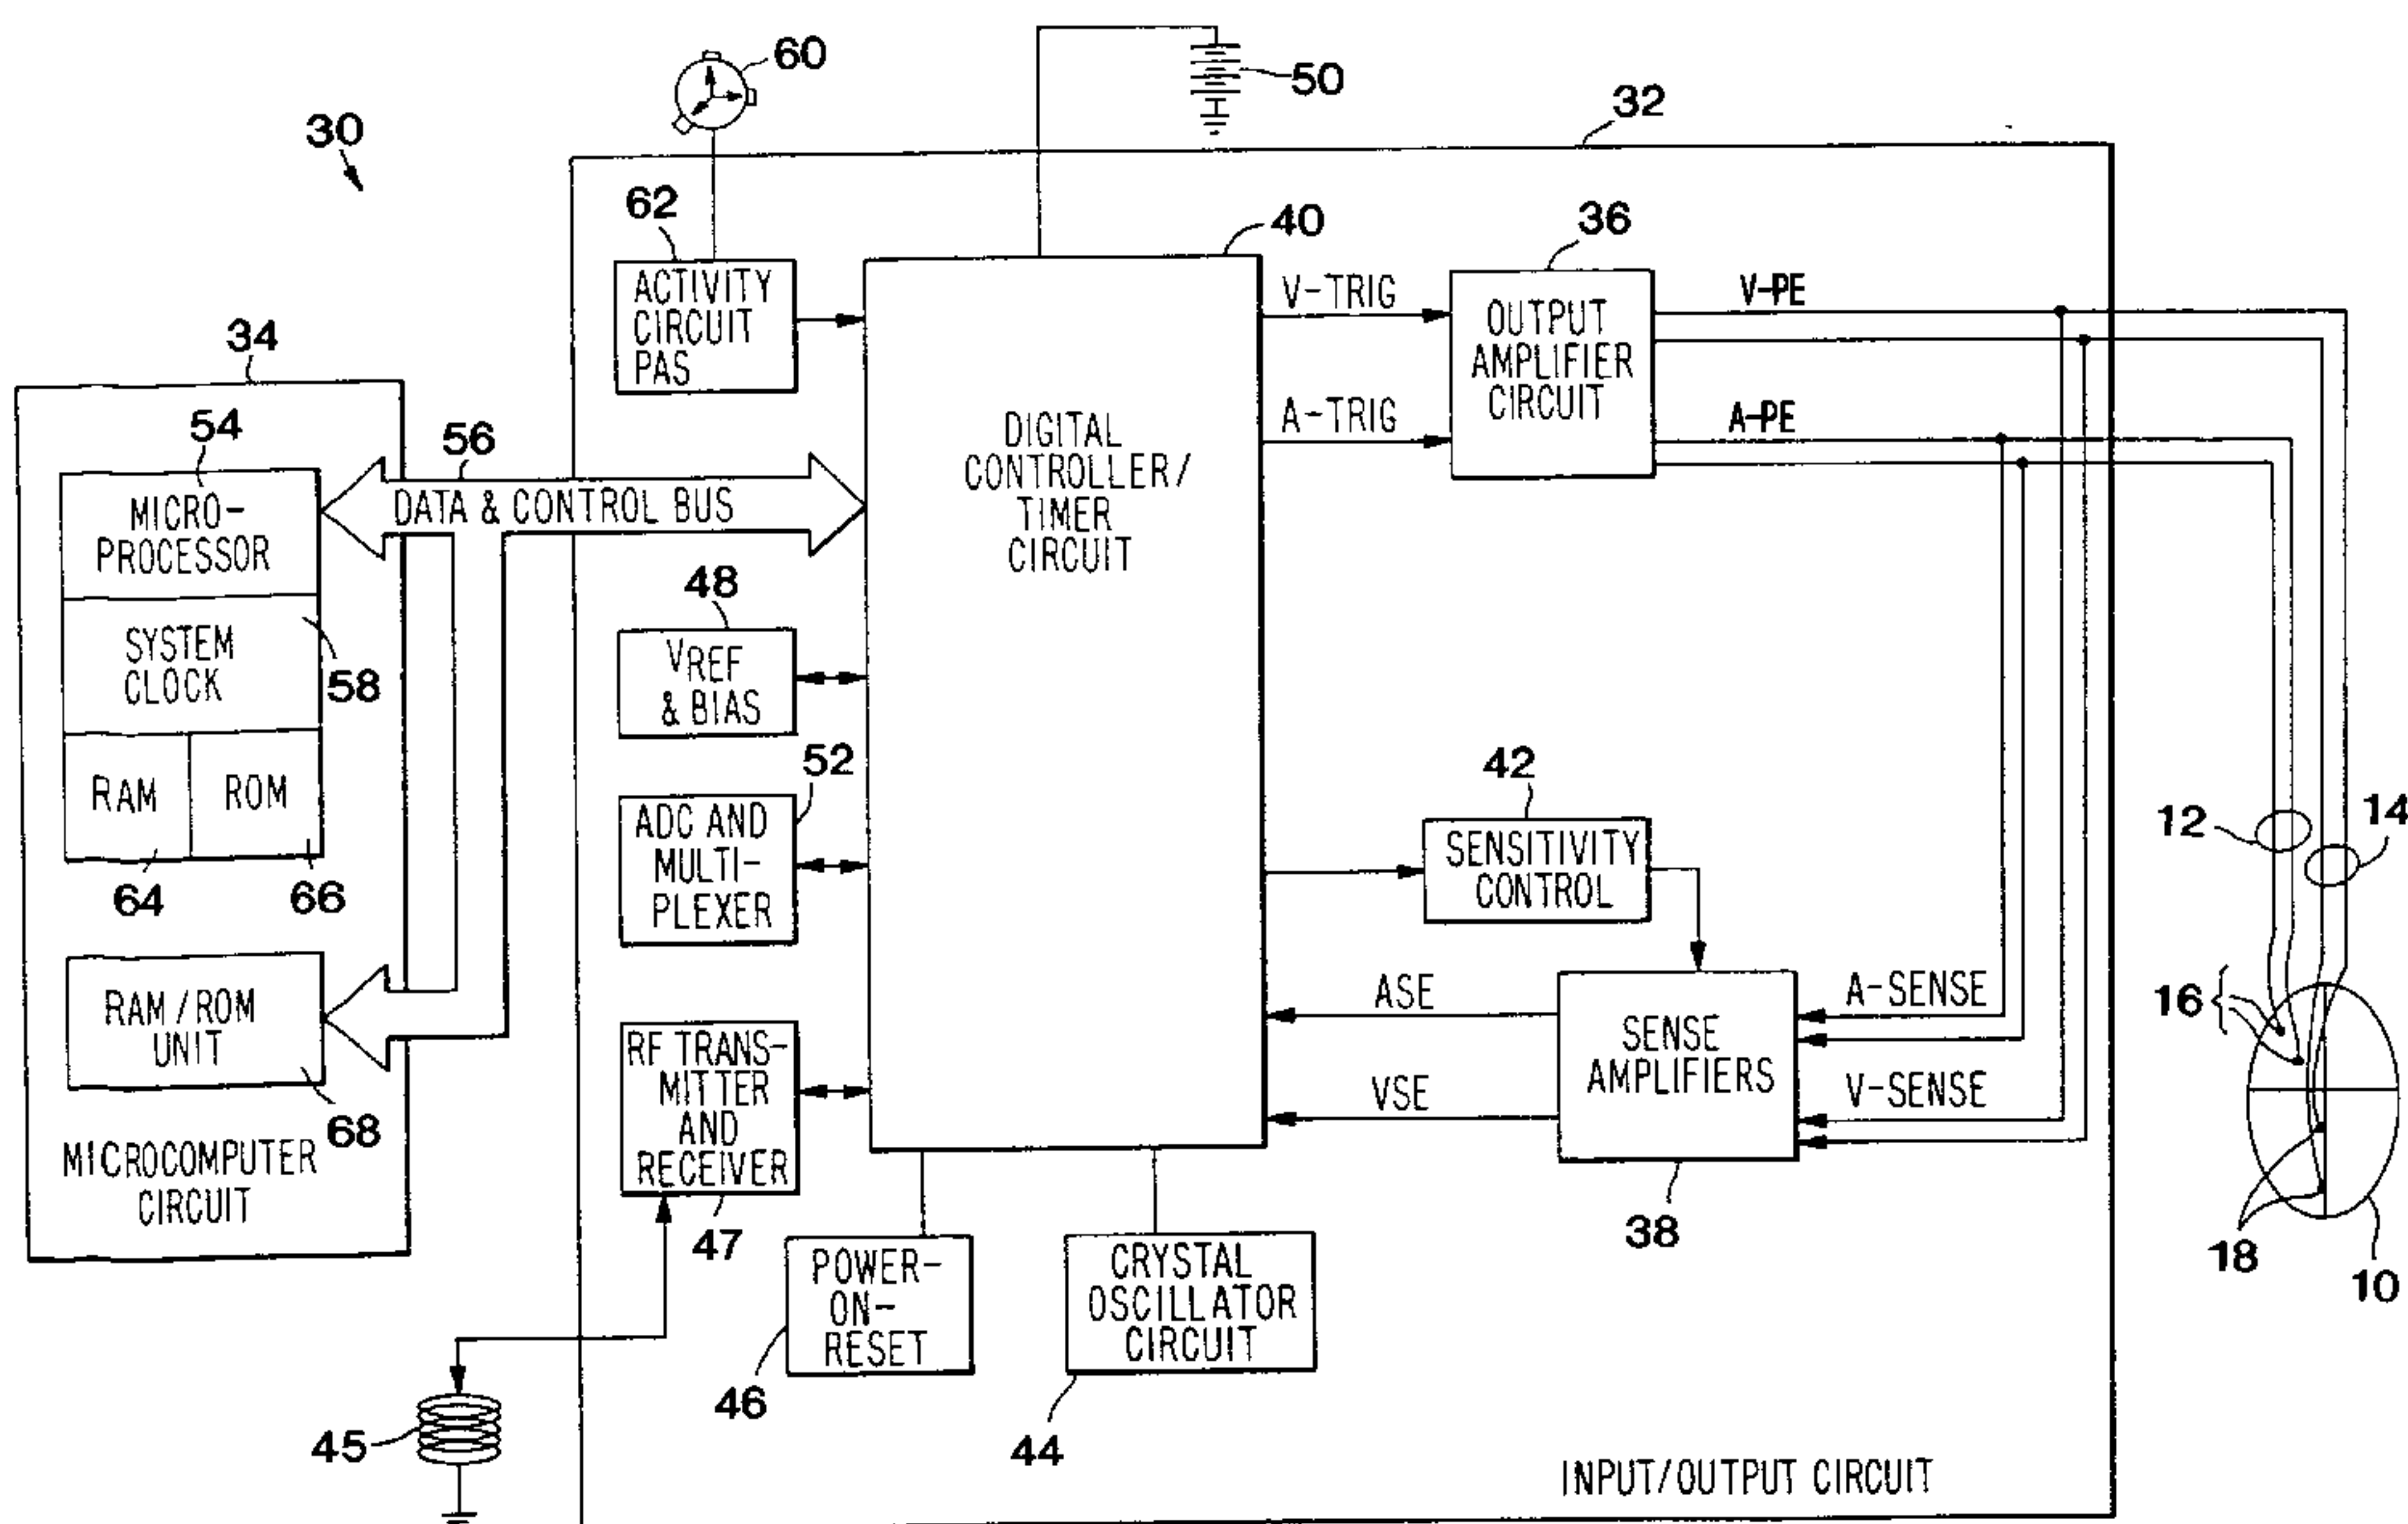 60
50
30
32
62
40
36
ACTIVITY
CIRCUIT
PAS
V-TRIG
OUTPUT
AMPLIFIER
CIRCUIT
V-PE
34
A-TRIG
A-PE
54
56
DIGITAL
CONTROLLER/
TIMER
CIRCUIT
MICRO-
PROCESSOR
DATA & CONTROL BUS
48
SYSTEM
CLOCK
58
VREF
& BIAS
52
42
RAM
ROM
ADC AND
MULTI-
PLEXER
12
14
SENSITIVITY
CONTROL
64
66
RAM/ROM
UNIT
ASE
A-SENSE
16
RF TRANS-
MITTER
AND
RECEIVER
SENSE
AMPLIFIERS
VSE
V-SENSE
68
MICROCOMPUTER
CIRCUIT
47
38
18
10
POWER-
ON-
RESET
CRYSTAL
OSCILLATOR
CIRCUIT
46
45
44
INPUT/OUTPUT CIRCUIT